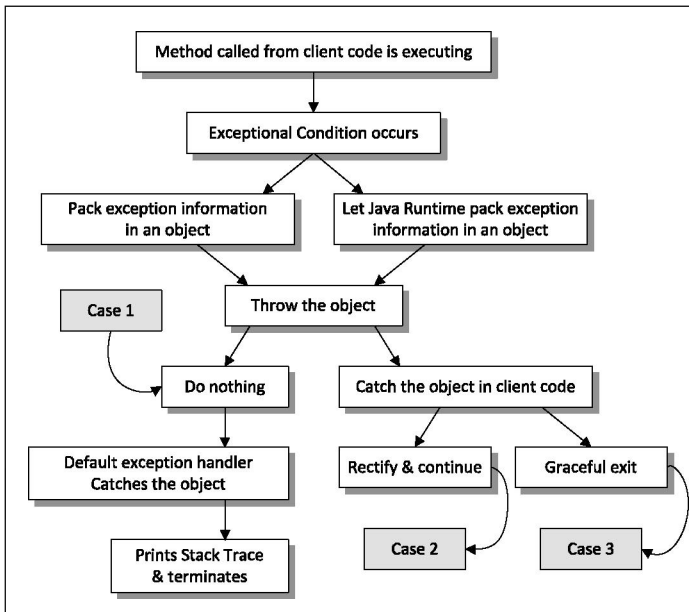 Method called from client code is executing
Exceptional Condition occurs
Pack exception information
in an object
Let Java Runtime pack exception
information in an object
Throw the object
Case 1
Do nothing
Catch the object in client code
Default exception handler
Catches the object
Rectify & continue
Graceful exit
Prints Stack Trace
& terminates
Case 2
Case 3